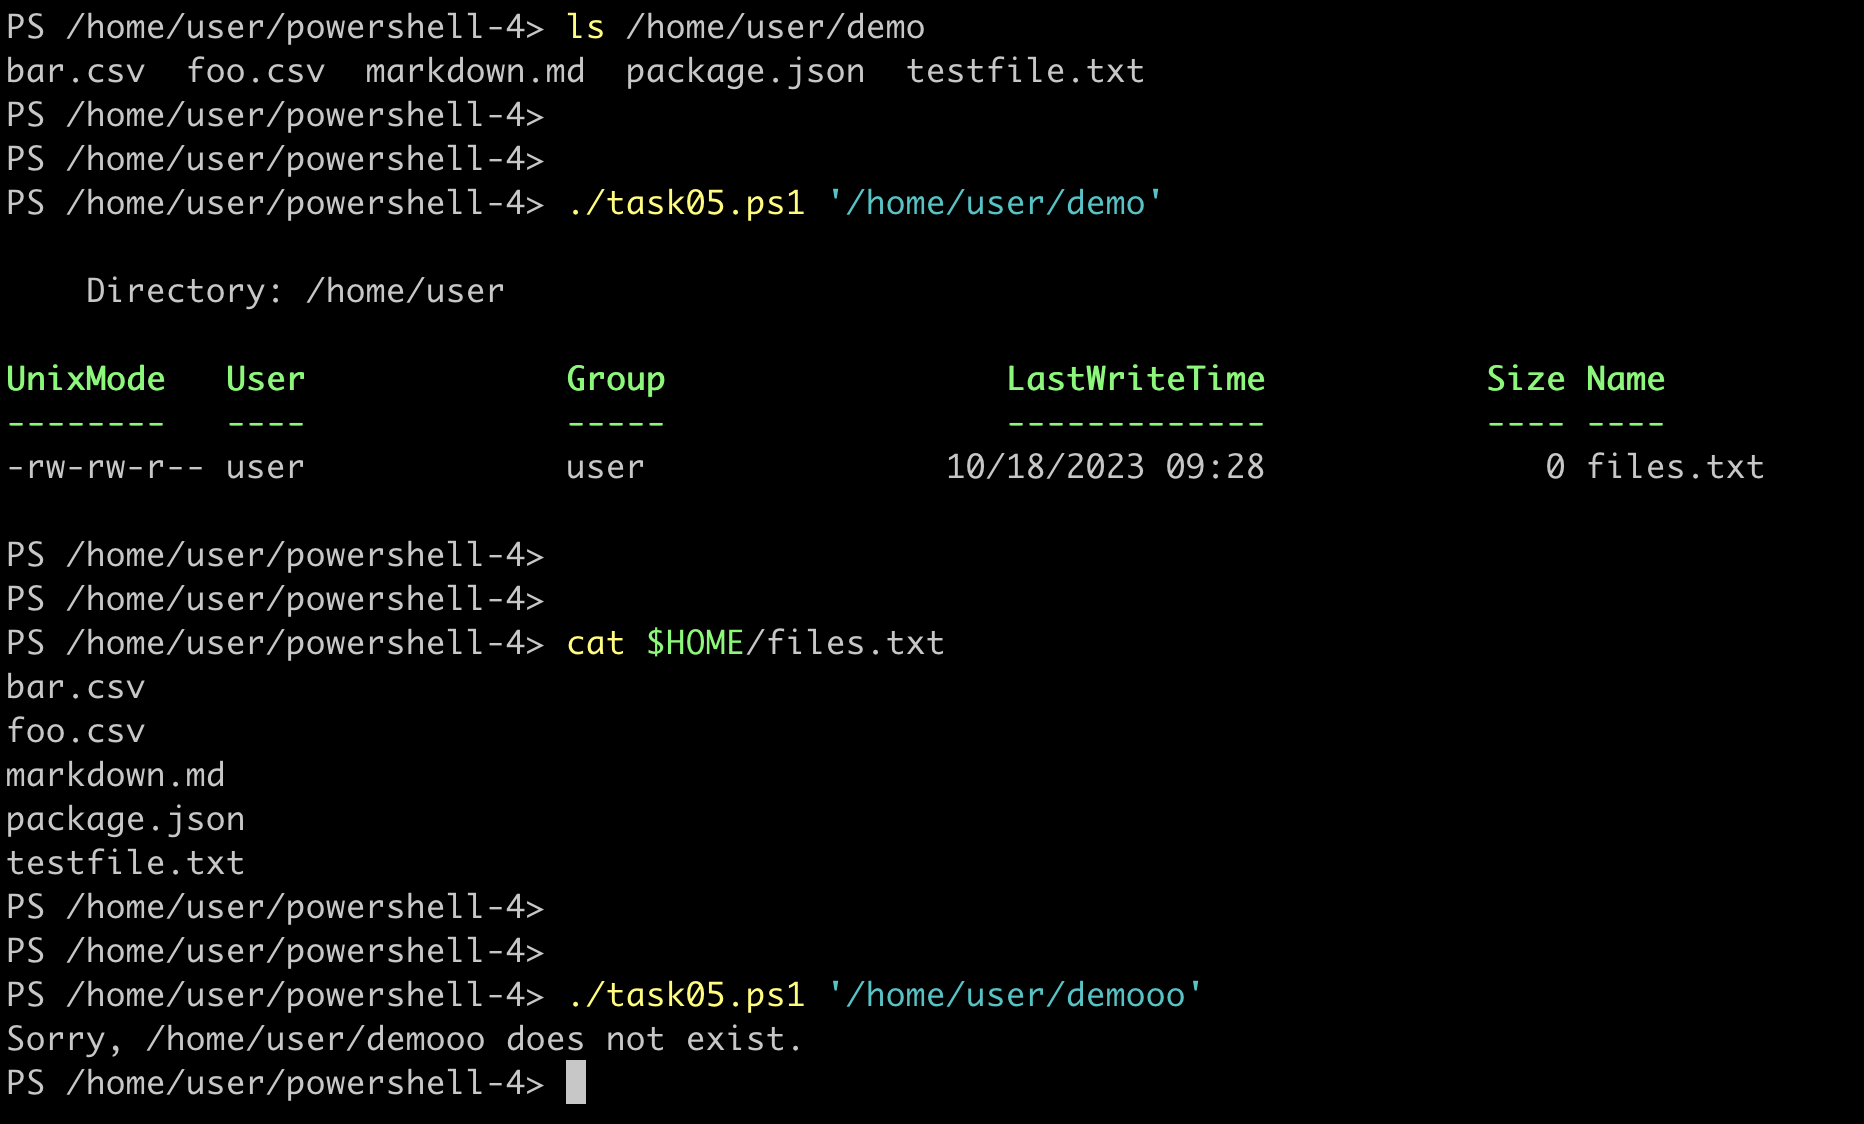 PS /home/user/powershell-4> ls /home/user/demo
bar.csv  foo.csv  markdown.md  package.json  testfile.txt
PS /home/user/powershell-4>
PS /home/user/powershell-4>
PS /home/user/powershell-4> ./task05.ps1 '/home/user/demo'
    Directory: /home/user
UnixMode   User             Group                 LastWriteTime           Size Name
--------   ----             -----                 -------------           ---- ----
-rw-rw-r-- user             user               10/18/2023 09:28              0 files.txt
PS /home/user/powershell-4>
PS /home/user/powershell-4>
PS /home/user/powershell-4> cat $HOME/files.txt
bar.csv
foo.csv
markdown.md
package.json
testfile.txt
PS /home/user/powershell-4>
PS /home/user/powershell-4>
PS /home/user/powershell-4> ./task05.ps1 '/home/user/demooo'
Sorry, /home/user/demooo does not exist.
PS /home/user/powershell-4>